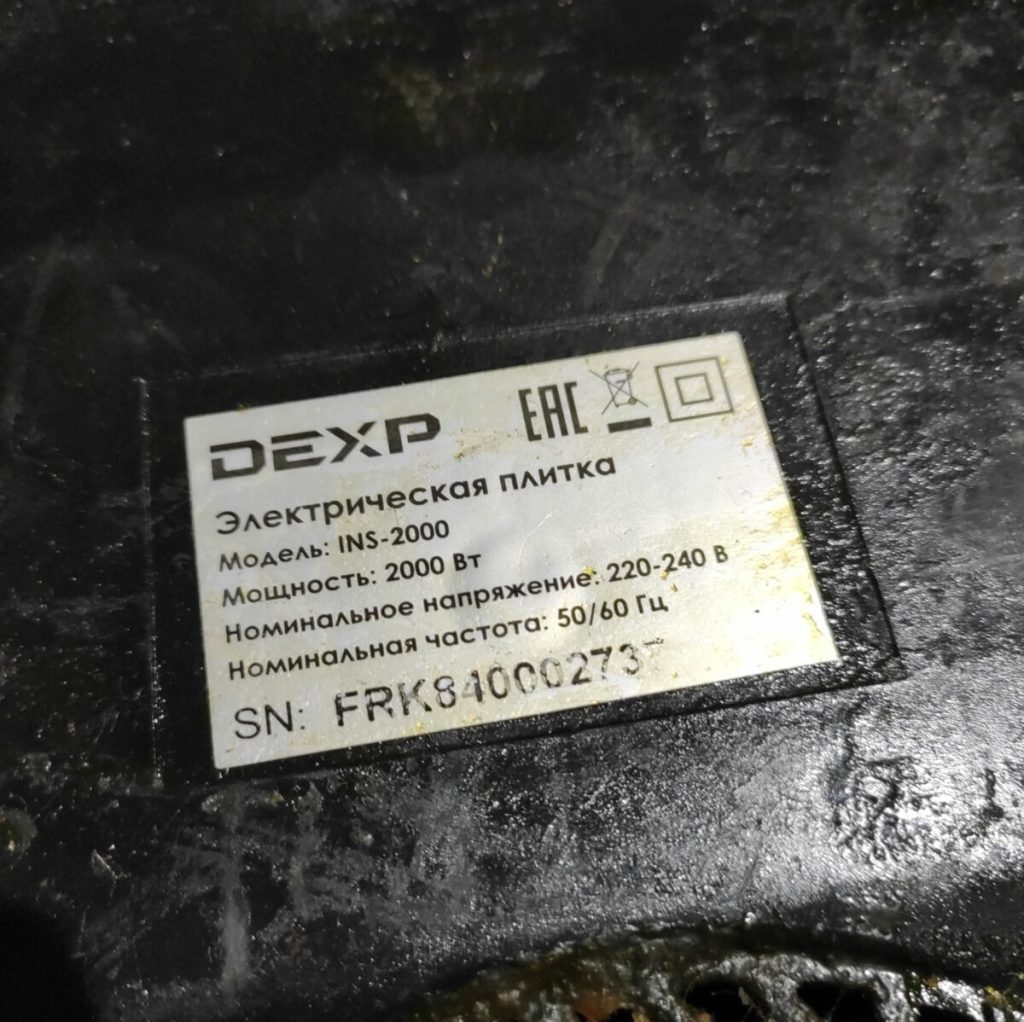 DEXP EAC
Электрическая плитка
Модель: INS-2000
Мощность: 2000 Вт
Номинальное напряжение: 220-240 В
Номинальная частота: 50/60 Гц
SN: